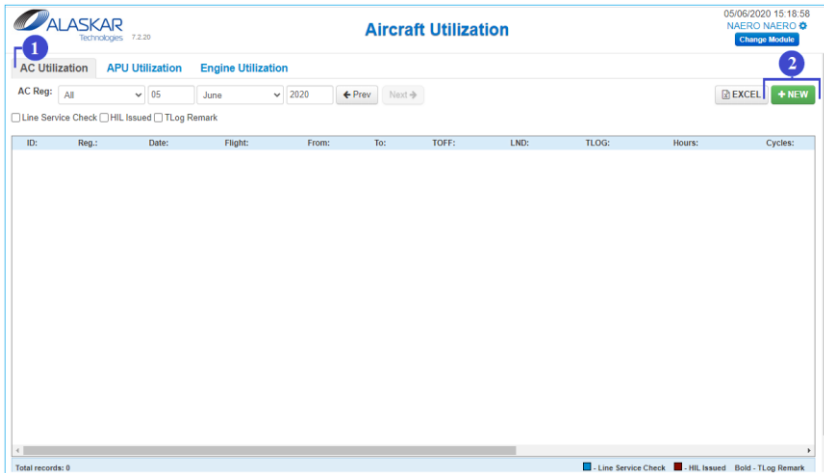 ALASKAR
Technologies 7.2.20
Aircraft Utilization
05/06/2020 15:18:58
NAERO NAERO
Change Module
1
2
AC Utilization APU Utilization Engine Utilization
AC Reg: All 05 June 2020 Prev Next EXCEL + NEW
Line Service Check HIL Issued TLog Remark
ID: Reg.: Date: Flight: From: To: TOFF: LND: TLOG: Hours: Cycles:
Total records: 0 - Line Service Check - HIL Issued Bold - TLog Remark